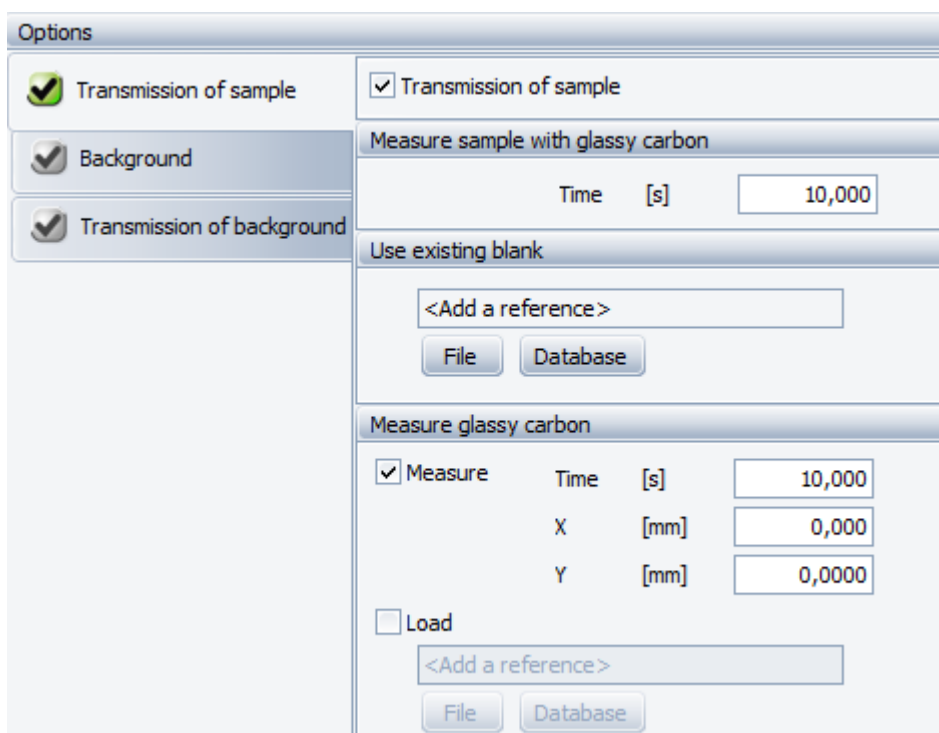 Options
Transmission of sample
Background
Transmission of background
Transmission of sample
Measure sample with glassy carbon
Time [s] 10,000
Use existing blank
<Add a reference>
File Database
Measure glassy carbon
Measure Time [s] 10,000
X [mm] 0,000
Y [mm] 0,0000
Load
<Add a reference>
File Database